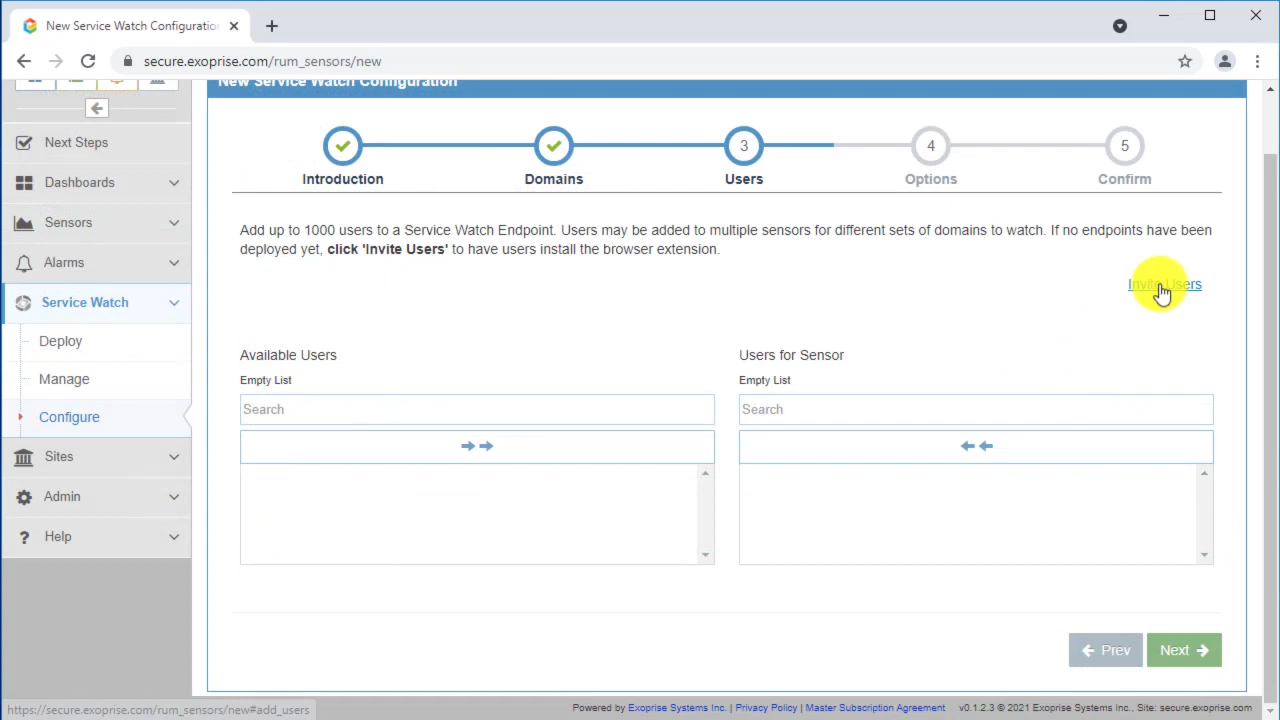 New Service Watch Configuratio
secure.exoprise.com/rum_sensors/new
New Service Watch Configuration
Next Steps
Dashboards
Sensors
Alarms
Service Watch
Deploy
Manage
Configure
Sites
Admin
Help
3
4
5
Introduction
Domains
Users
Options
Confirm
Add up to 1000 users to a Service Watch Endpoint. Users may be added to multiple sensors for different sets of domains to watch. If no endpoints have been
deployed yet, click 'Invite Users' to have users install the browser extension.
Invite Users
Available Users
Empty List
Search
Users for Sensor
Empty List
Search
Prev
Next
https://secure.exoprise.com/rum_sensors/new#add_users
Powered by Exoprise Systems Inc. | Privacy Policy | Master Subscription Agreement v0.1.2.3 © 2021 Exoprise Systems Inc., Site: secure.exoprise.com